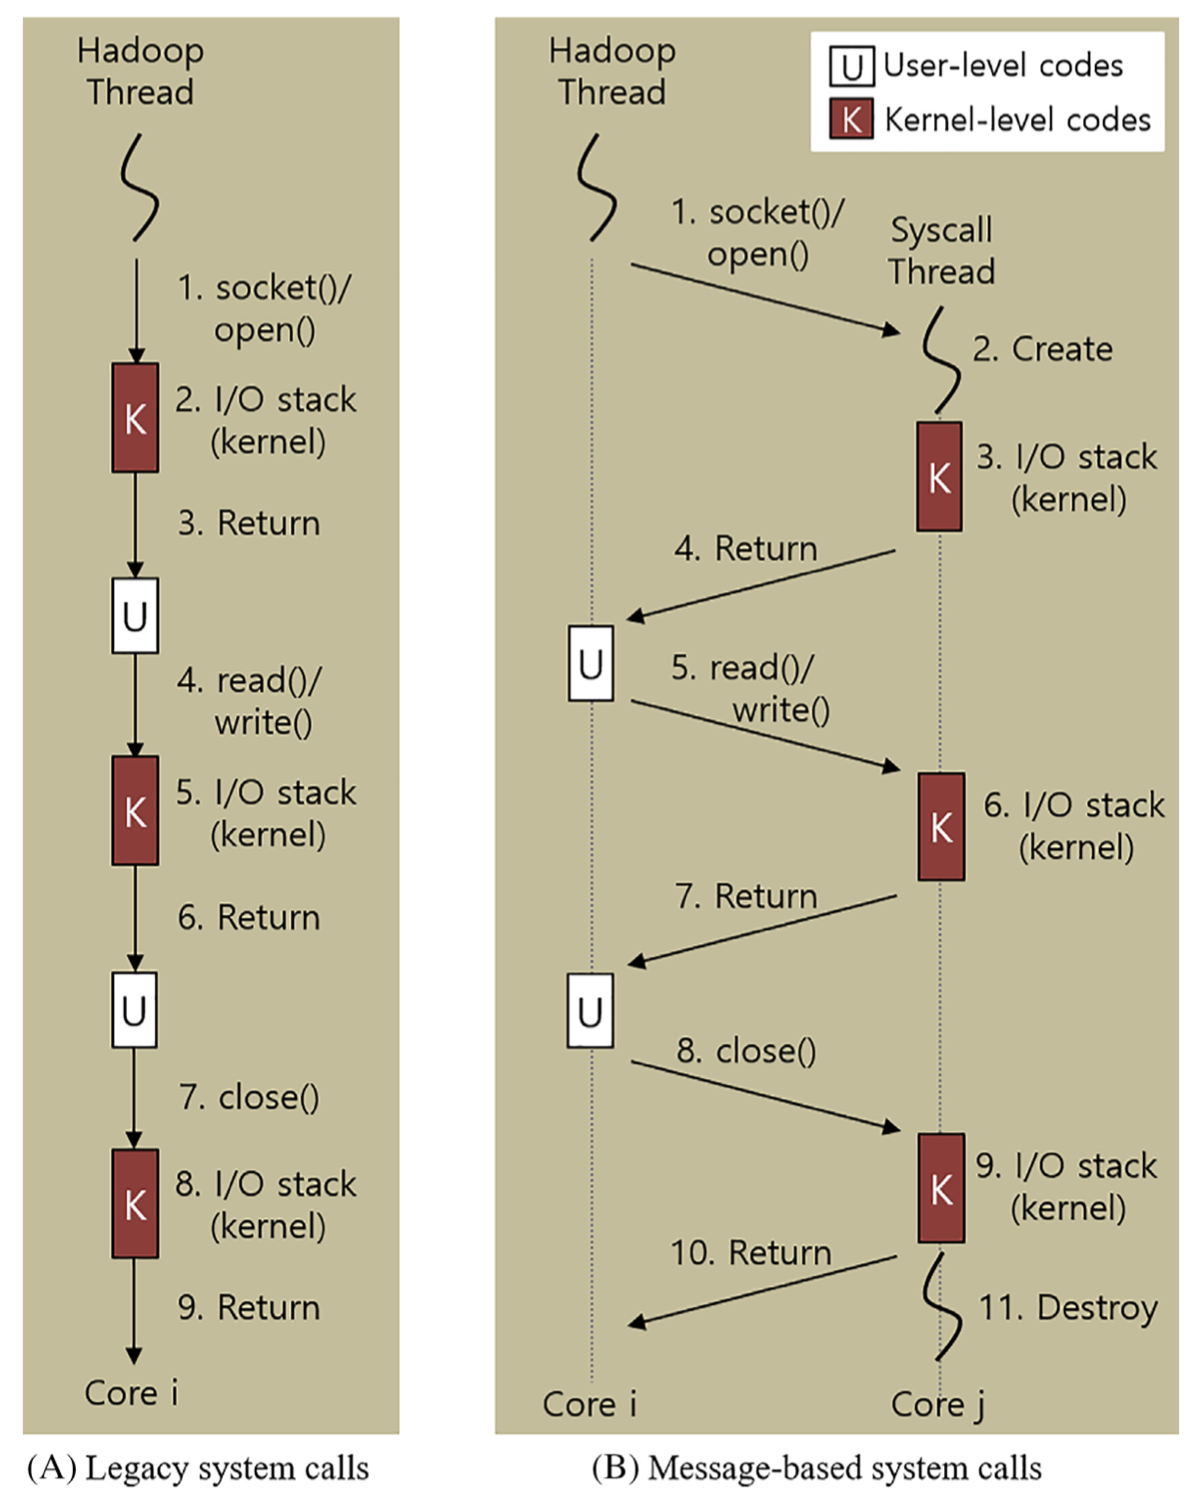 Hadoop
Thread
1. socket()/
open()
K
2. I/O stack
(kernel)
3. Return
U
4. read()/
write()
K
5. I/O stack
(kernel)
6. Return
U
7. close()
K
8. I/O stack
(kernel)
9. Return
Core i
(A) Legacy system calls
Hadoop
Thread
U User-level codes
K Kernel-level codes
1. socket()/
open()
Syscall
Thread
2. Create
K
3. I/O stack
(kernel)
4. Return
U
5. read()/
write()
K
6. I/O stack
(kernel)
7. Return
U
8. close()
K
9. I/O stack
(kernel)
10. Return
11. Destroy
Core i
Core j
(B) Message-based system calls